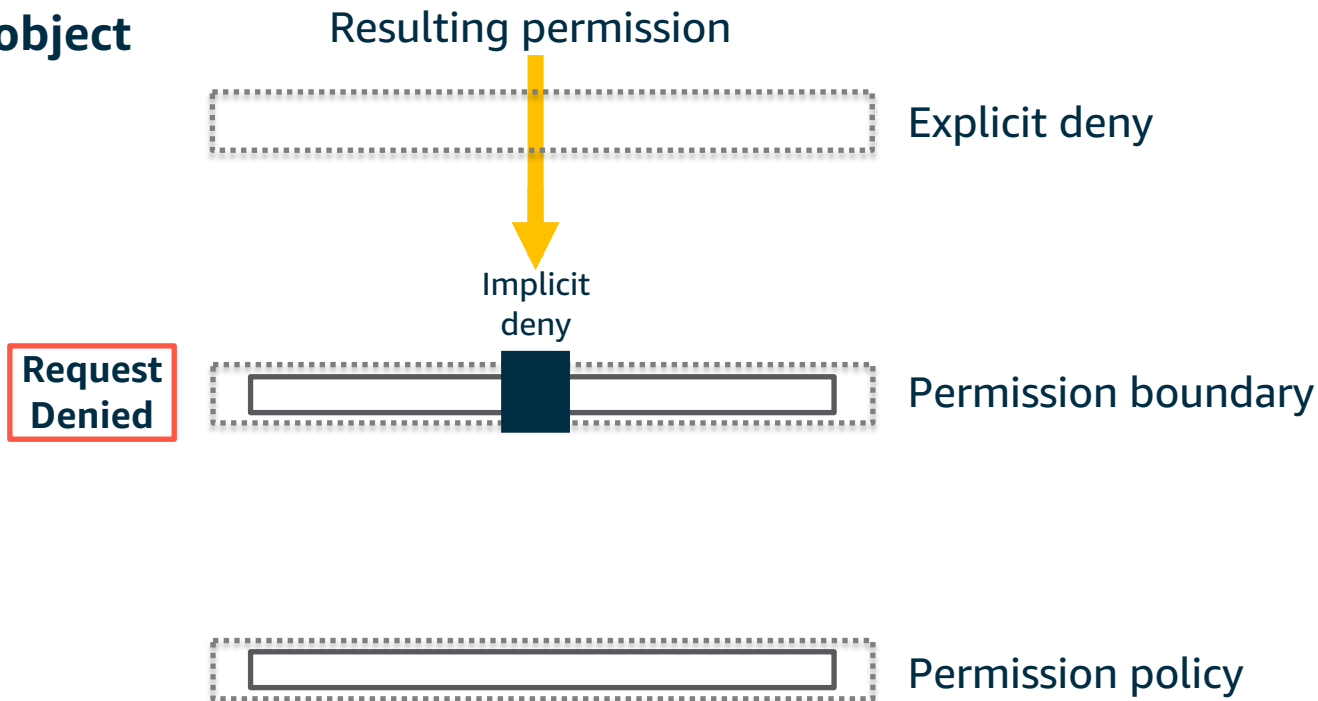 object
Resulting permission
Explicit deny
Implicit
deny
Request
Denied
Permission boundary
Permission policy